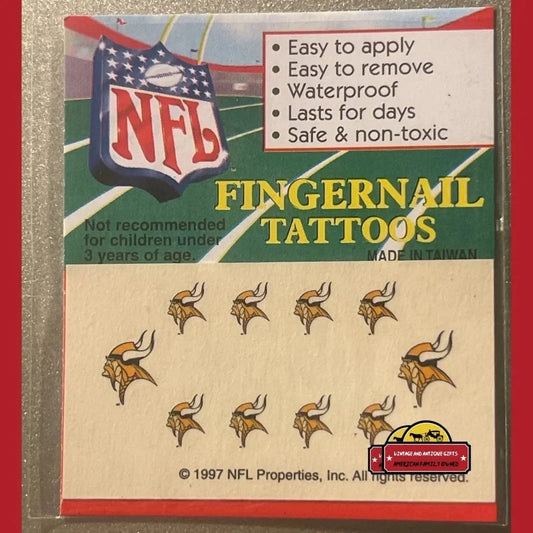 NFL
• Easy to apply
• Easy to remove
• Waterproof
• Lasts for days
• Safe & non-toxic
FINGERNAIL
TATTOOS
Not recommended
for children under
3 years of age.
MADE IN TAIWAN
© 1997 NFL Properties, Inc. All rights reserved.
VINTAGE AND ANTIQUE GIFTS
AMERICAN FAMILY OWNED